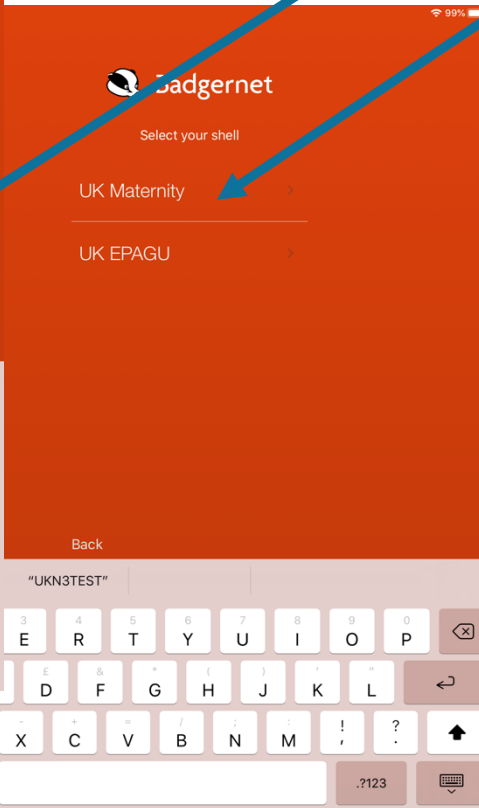 99%
Badgernet
Select your shell
UK Maternity
UK EPAGU
Back
“UKN3TEST”
3 4 5 6 7 8 9 0
E R T Y U I O P
£ & * ( ) ' "
D F G H J K L
- + = / ; : ! ?
X C V B N M , .
.?123